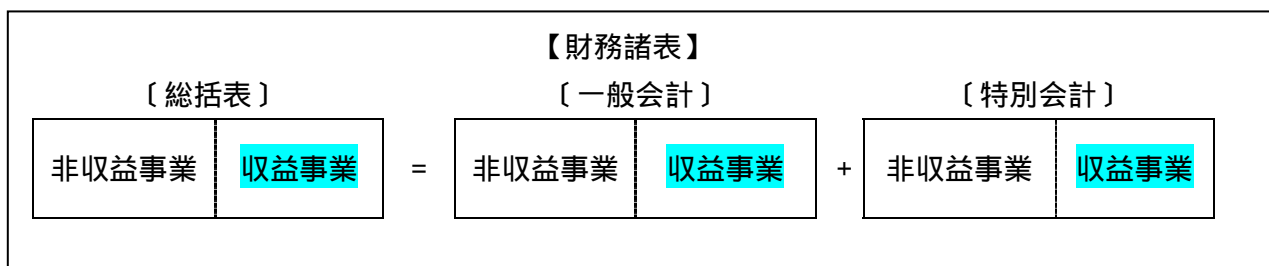 【財務諸表】
〔総括表〕 〔一般会計〕 〔特別会計〕
非収益事業 収益事業 = 非収益事業 収益事業 + 非収益事業 収益事業